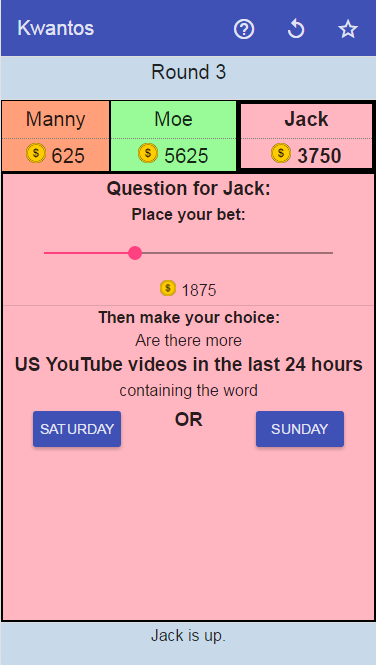 Kwantos
Round 3
Manny Moe Jack
625 5625 3750
Question for Jack:
Place your bet:
1875
Then make your choice:
Are there more
US YouTube videos in the last 24 hours
containing the word
SATURDAY OR SUNDAY
Jack is up.